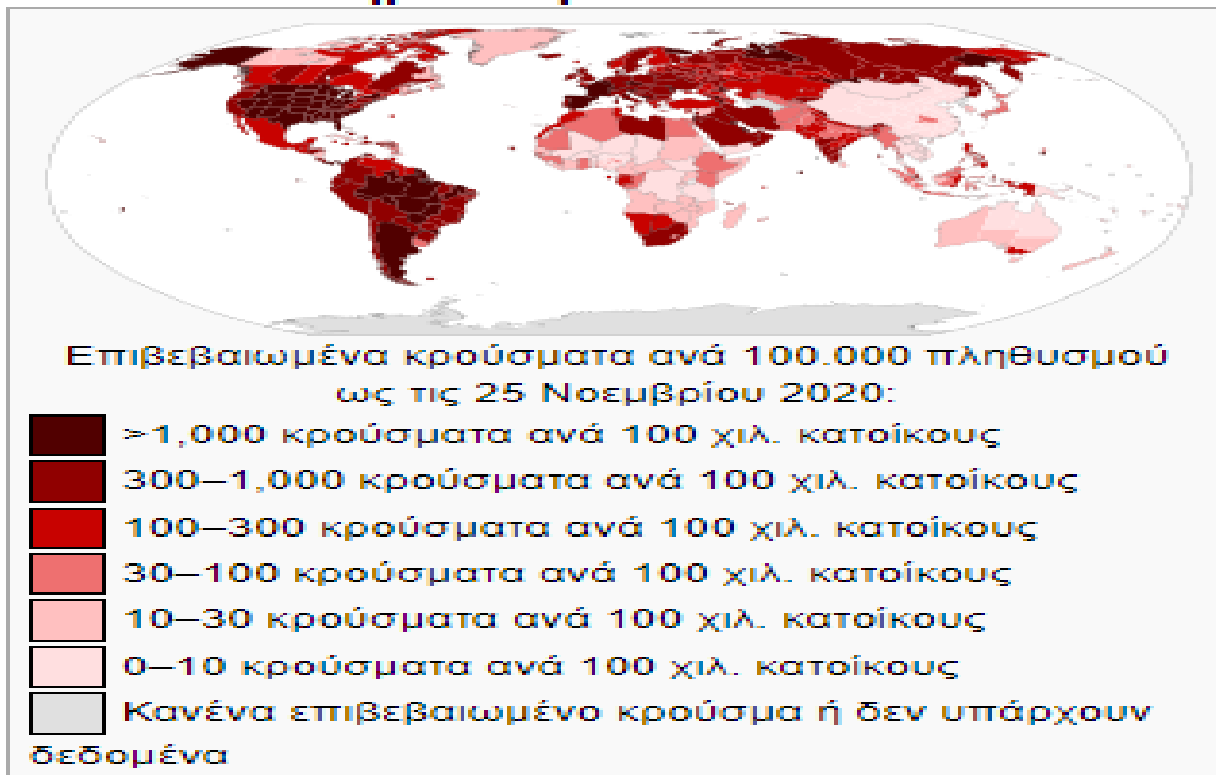 Επιβεβαιωμένα κρούσματα ανά 100.000 πληθυσμού
ως τις 25 Νοεμβρίου 2020:
>1,000 κρούσματα ανά 100 χιλ. κατοίκους
300–1,000 κρούσματα ανά 100 χιλ. κατοίκους
100–300 κρούσματα ανά 100 χιλ. κατοίκους
30–100 κρούσματα ανά 100 χιλ. κατοίκους
10–30 κρούσματα ανά 100 χιλ. κατοίκους
0–10 κρούσματα ανά 100 χιλ. κατοίκους
Κανένα επιβεβαιωμένο κρούσμα ή δεν υπάρχουν
δεδομένα